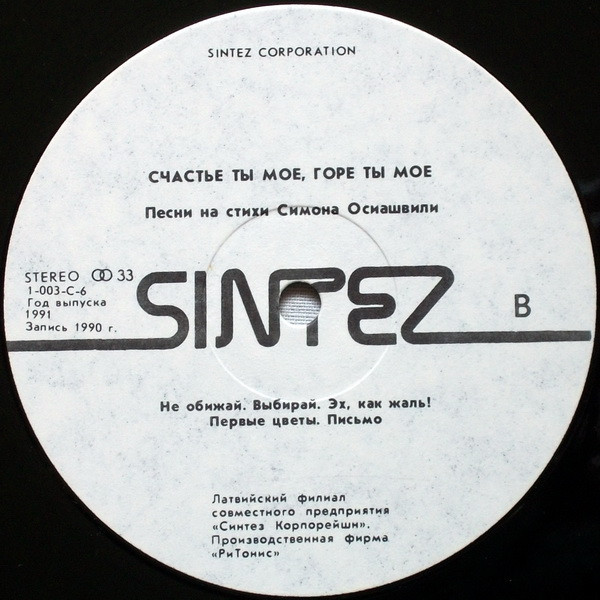 SINTEZ CORPORATION
СЧАСТЬЕ ТЫ МОЕ, ГОРЕ ТЫ МОЕ
Песни на стихи Симона Осиашвили
STEREO ꝏ 33
1-003-С-6
Год выпуска
1991
Запись 1990 г.
SINTEZ
B
Не обижай. Выбирай. Эх, как жаль!
Первые цветы. Письмо
Латвийский филиал
совместного предприятия
«Синтез Корпорейшн».
Производственная фирма
«РиТонис»